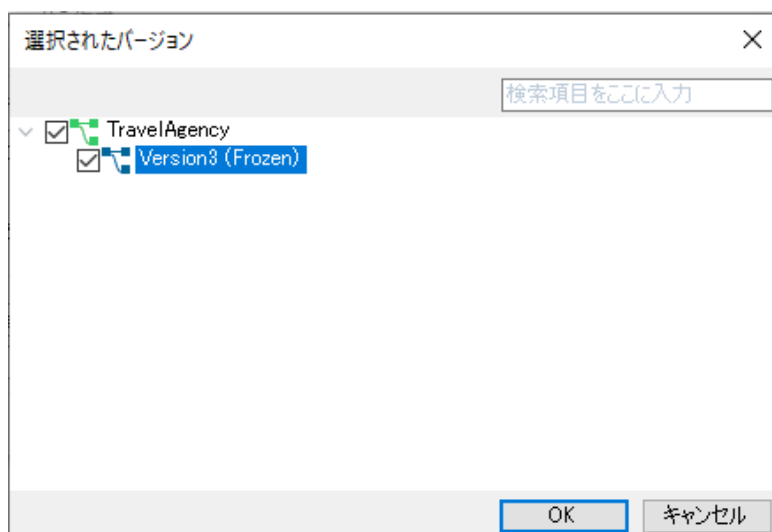 選択されたバージョン
検索項目をここに入力
TravelAgency
Version3 (Frozen)
OK
キャンセル